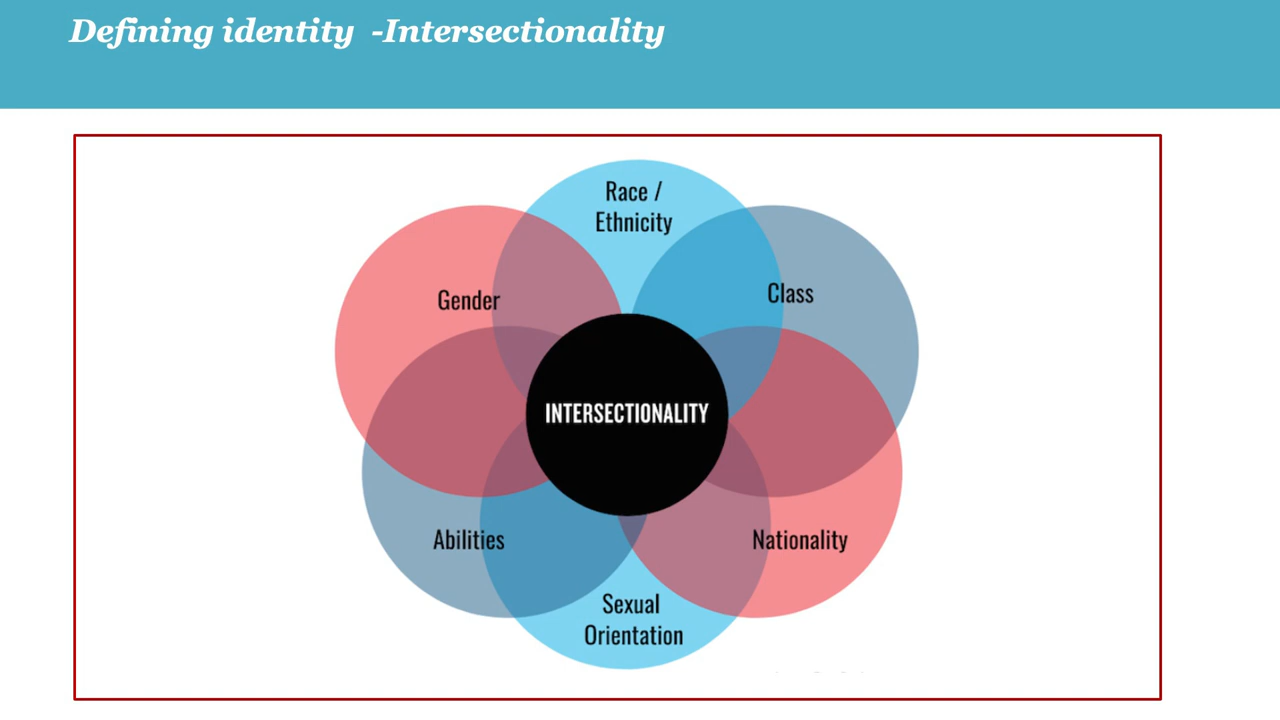 Defining identity -Intersectionality
Race /
Ethnicity
Gender
Class
INTERSECTIONALITY
Abilities
Nationality
Sexual
Orientation